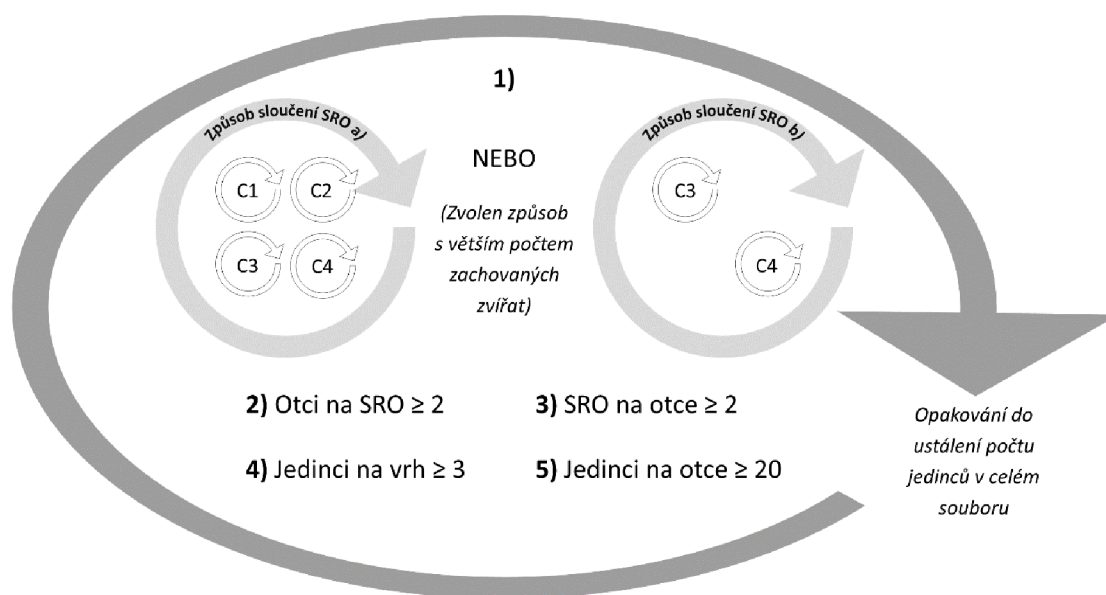 1)
Způsob sloučení SRO a)
C1
C2
C3
C4
NEBO
(Zvolen způsob
s větším počtem
zachovaných
zvířat)
Způsob sloučení SRO b)
C3
C4
2) Otci na SRO ≥ 2
3) SRO na otce ≥ 2
4) Jedinci na vrh ≥ 3
5) Jedinci na otce ≥ 20
Opakování do
ustálení počtu
jedinců v celém
souboru